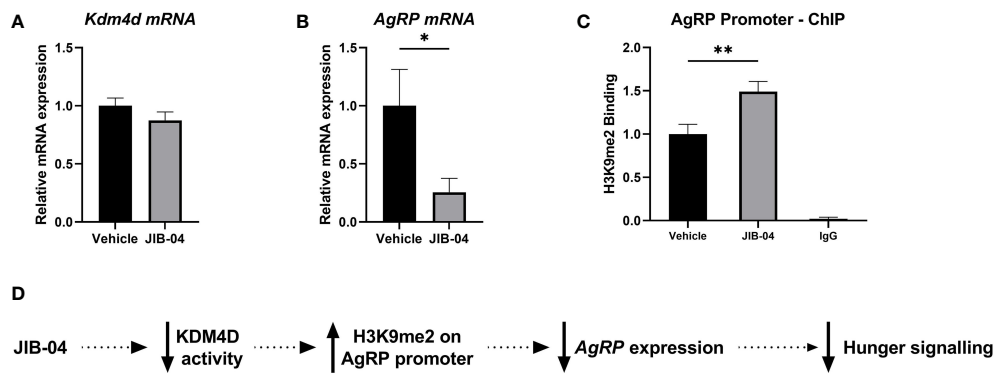 A
Kdm4d mRNA
Relative mRNA expression
1.5
1.0
0.5
0.0
Vehicle JIB-04
B
AgRP mRNA
*
Relative mRNA expression
1.5
1.0
0.5
0.0
Vehicle JIB-04
C
AgRP Promoter - ChIP
**
H3K9me2 Binding
2.0
1.5
1.0
0.5
0.0
Vehicle JIB-04 IgG
D
JIB-04
KDM4D
activity
H3K9me2 on
AgRP promoter
AgRP expression
Hunger signalling